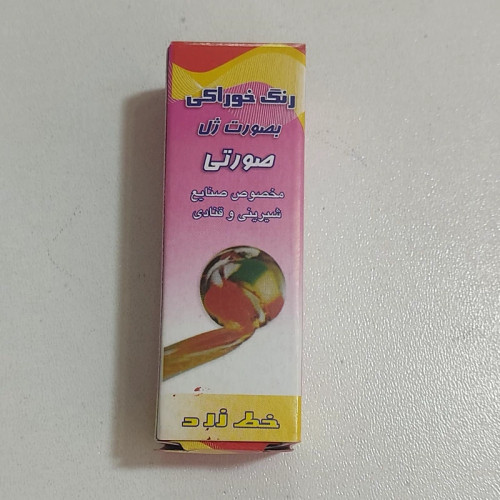 رنگ خوراکی
بصورت ژل
صورتی
مخصوص صنایع
شیرینی و قنادی
خط زرد